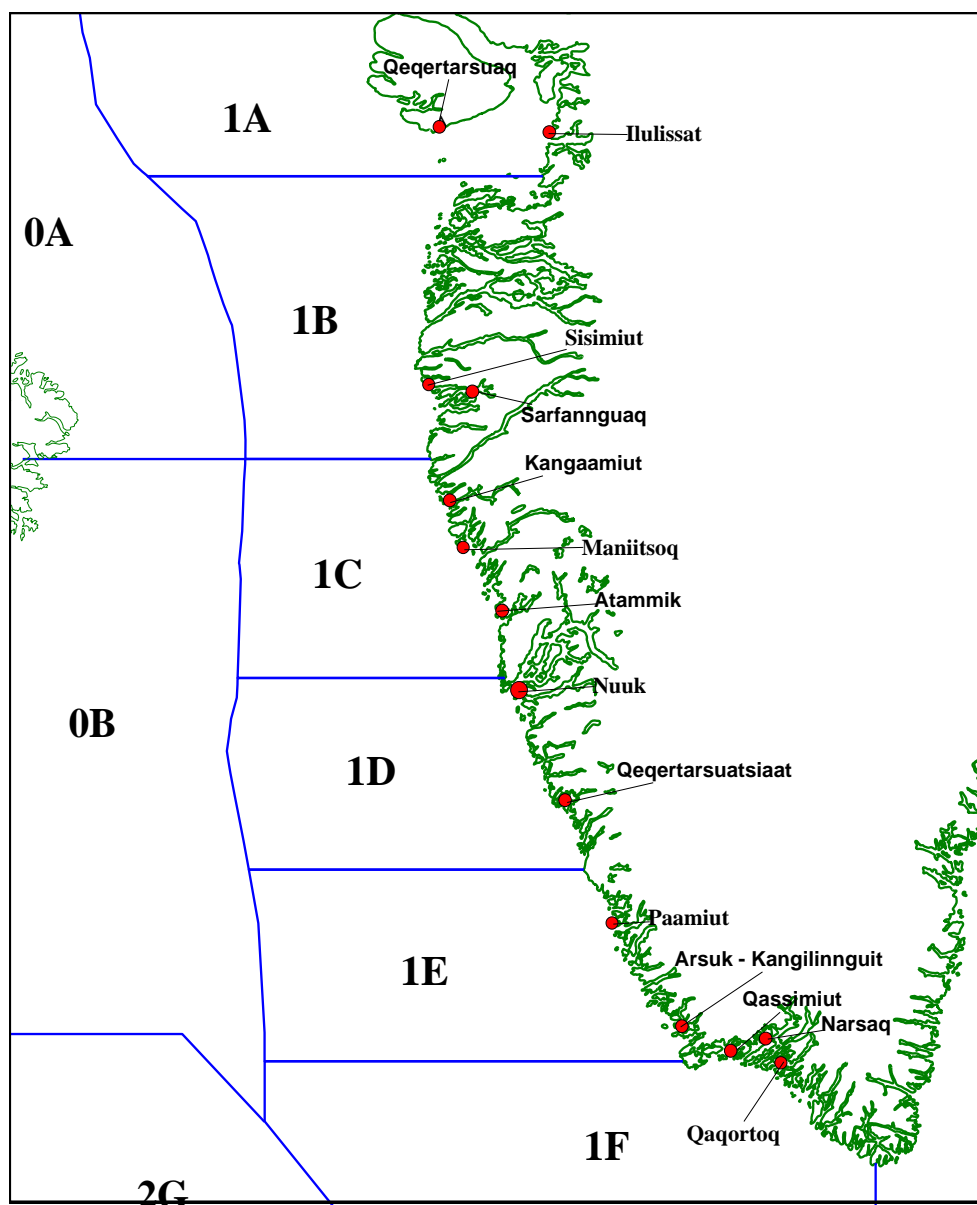 Qeqertarsuaq
1A
Ilulissat
0A
1B
Sisimiut
Sarfannguaq
Kangaamiut
Maniitsoq
1C
Atammik
Nuuk
0B
1D
Qeqertarsuatsiaat
Paamiut
Arsuk - Kangilinnguit
1E
Qassimiut
Narsaq
Qaqortoq
1F
2G